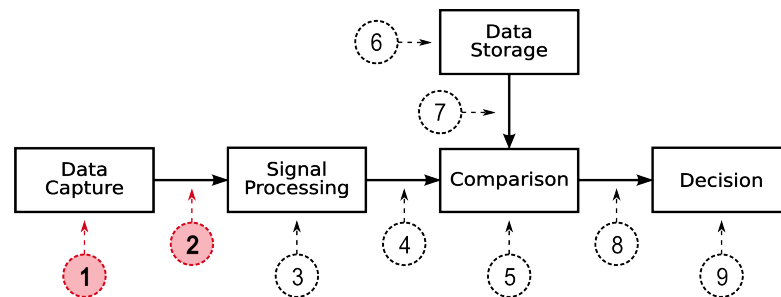 6
Data
Storage
7
Data
Capture
Signal
Processing
Comparison
Decision
1
2
3
4
5
8
9